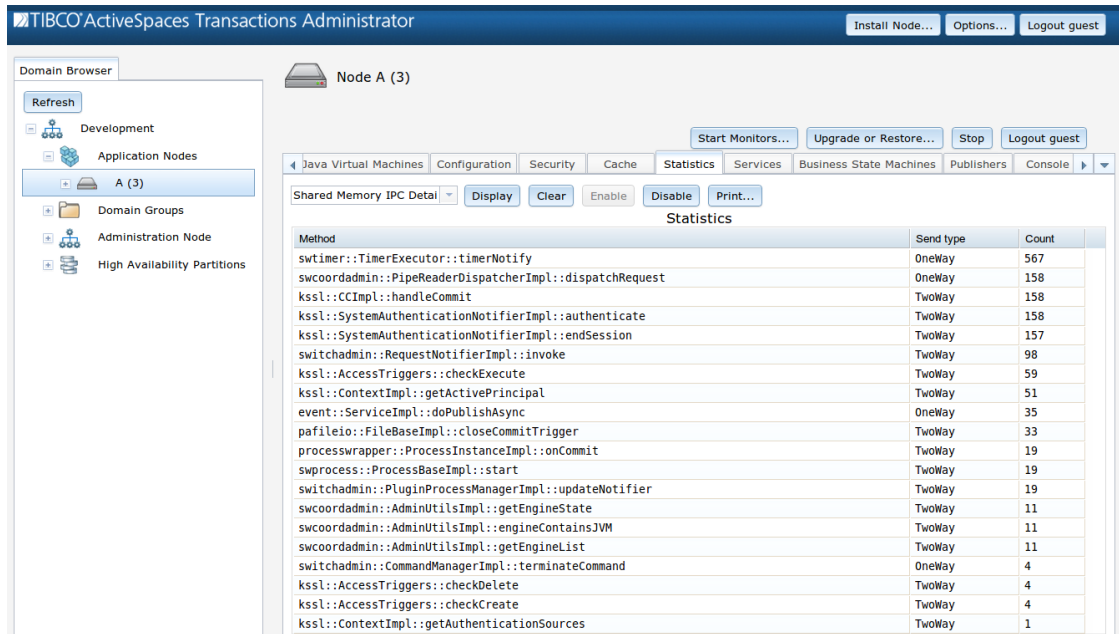 TIBCO® ActiveSpaces Transactions Administrator
Install Node... Options... Logout guest
Domain Browser
Refresh
Development
Application Nodes
A (3)
Domain Groups
Administration Node
High Availability Partitions
Node A (3)
Start Monitors... Upgrade or Restore... Stop Logout guest
Java Virtual Machines Configuration Security Cache Statistics Services Business State Machines Publishers Console
Shared Memory IPC Detai Display Clear Enable Disable Print...
Statistics
Method Send type Count
swtimer::TimerExecutor::timerNotify OneWay 567
swcoordadmin::PipeReaderDispatcherImpl::dispatchRequest OneWay 158
kssl::CCImpl::handleCommit TwoWay 158
kssl::SystemAuthenticationNotifierImpl::authenticate TwoWay 158
kssl::SystemAuthenticationNotifierImpl::endSession TwoWay 157
switchadmin::RequestNotifierImpl::invoke TwoWay 98
kssl::AccessTriggers::checkExecute TwoWay 59
kssl::ContextImpl::getActivePrincipal TwoWay 51
event::ServiceImpl::doPublishAsync OneWay 35
pafileio::FileBaseImpl::closeCommitTrigger TwoWay 33
processwrapper::ProcessInstanceImpl::onCommit TwoWay 19
swprocess::ProcessBaseImpl::start TwoWay 19
switchadmin::PluginProcessManagerImpl::updateNotifier TwoWay 19
swcoordadmin::AdminUtilsImpl::getEngineState TwoWay 11
swcoordadmin::AdminUtilsImpl::engineContainsJVM TwoWay 11
swcoordadmin::AdminUtilsImpl::getEngineList TwoWay 11
switchadmin::CommandManagerImpl::terminateCommand OneWay 4
kssl::AccessTriggers::checkDelete TwoWay 4
kssl::AccessTriggers::checkCreate TwoWay 4
kssl::ContextImpl::getAuthenticationSources TwoWay 1